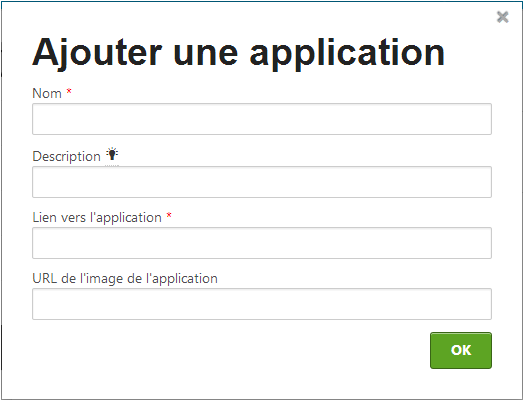 Ajouter une application
Nom *
Description
Lien vers l'application *
URL de l'image de l'application
OK